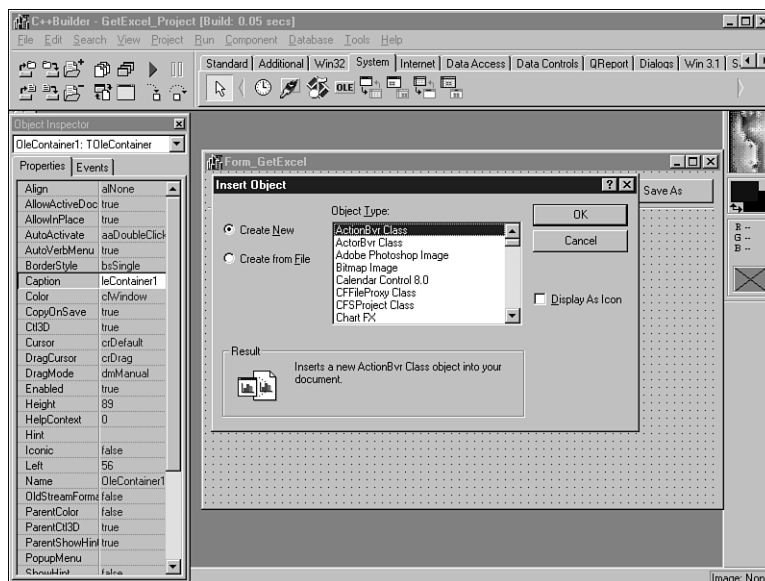 C++Builder - GetExcel_Project [Build: 0.05 secs]
File Edit Search View Project Run Component Database Tools Help
Standard Additional Win32 System Internet Data Access Data Controls QReport Dialogs Win 3.1 S
OLE
Object Inspector
OleContainer1: TOleContainer
Properties Events
Align alNone
AllowActiveDoc true
AllowInPlace true
AutoActivate aaDoubleClick
AutoVerbMenu true
BorderStyle bsSingle
Caption leContainer1
Color clWindow
CopyOnSave true
Ctl3D true
Cursor crDefault
DragCursor crDrag
DragMode dmManual
Enabled true
Height 89
HelpContext 0
Hint
Iconic false
Left 56
Name OleContainer1
OldStreamForma false
ParentColor false
ParentCtl3D true
ParentShowHint true
PopupMenu
ShowHint false
Form_GetExcel
Save As
Insert Object
Create New
Create from File
Object Type:
ActionBvr Class
ActorBvr Class
Adobe Photoshop Image
Bitmap Image
Calendar Control 8.0
CFFileProxy Class
CFSProject Class
Chart FX
OK
Cancel
Display As Icon
Result
Inserts a new ActionBvr Class object into your
document.
R --
G --
B --
Image: Non